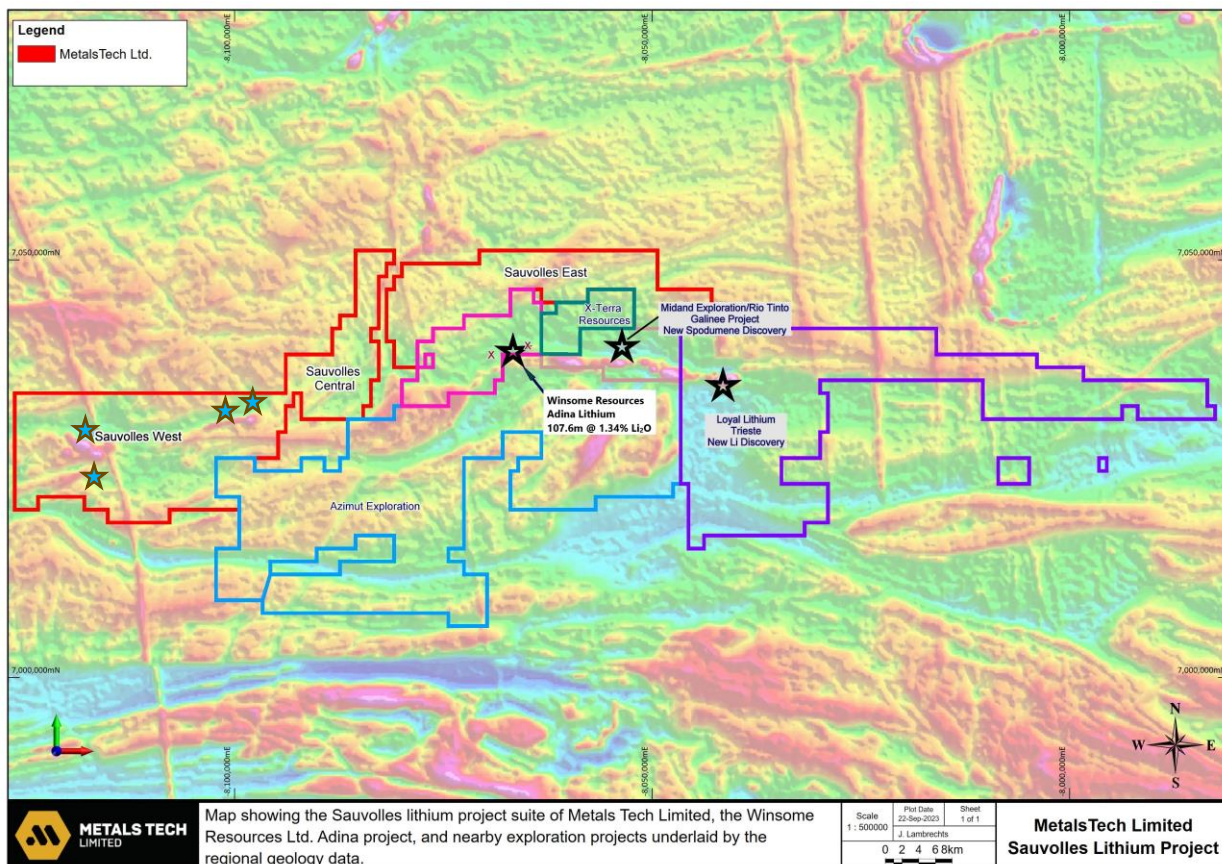 Legend
MetalsTech Ltd.
-8,100,000mE
-8,050,000mE
-8,000,000mE
7,050,000mN
7,050,000mN
Sauvolles East
X-Terra
Resources
Midand Exploration/Rio Tinto
Galinee Project
New Spodumene Discovery
X
X
Sauvolles
Central
Winsome Resources
Adina Lithium
107.6m @ 1.34% Li₂O
Loyal Lithium
Trieste
New Li Discovery
Sauvolles West
Azimut Exploration
7,000,000mN
7,000,000mN
-8,100,000mE
-8,050,000mE
-8,000,000mE
N
W
E
S
METALS TECH
LIMITED
Map showing the Sauvolles lithium project suite of Metals Tech Limited, the Winsome
Resources Ltd. Adina project, and nearby exploration projects underlaid by the
regional geology data.
Scale
1 : 500000
Plot Date
22-Sep-2023
Sheet
1 of 1
J. Lambrechts
0 2 4 6 8km
MetalsTech Limited
Sauvolles Lithium Project